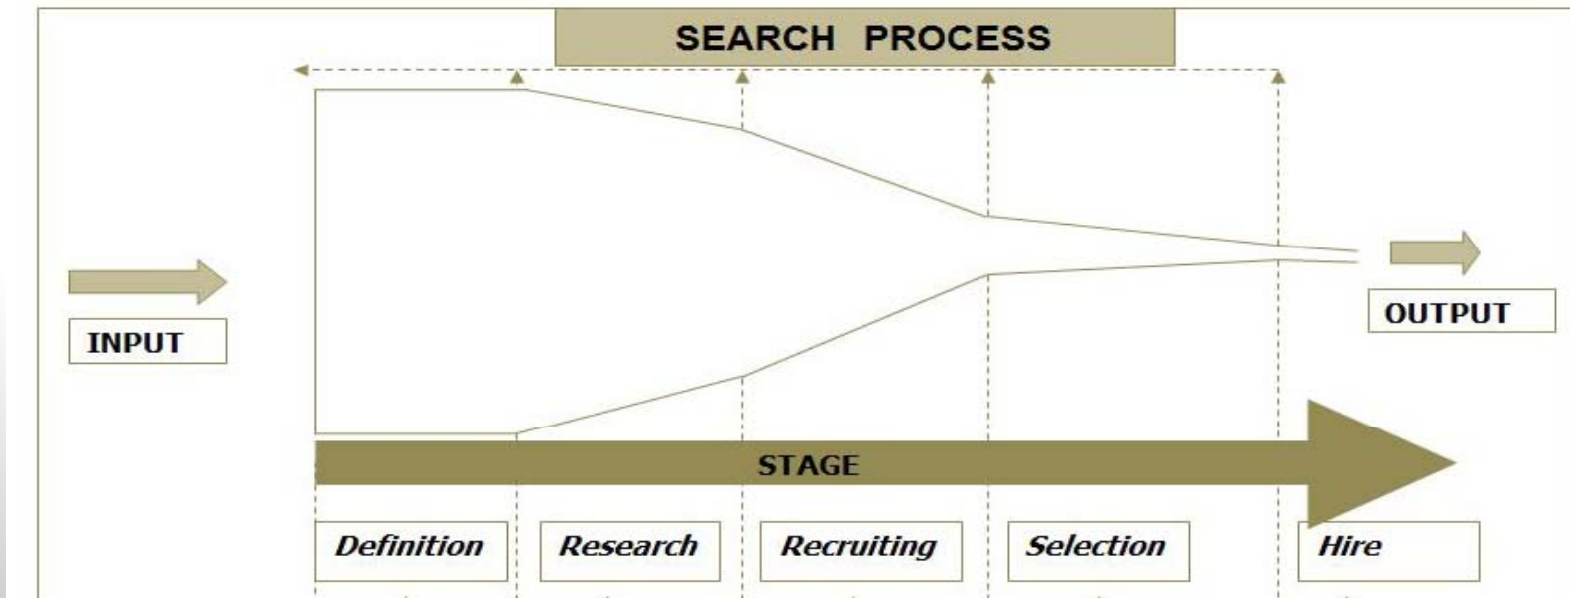 SEARCH PROCESS
INPUT
OUTPUT
STAGE
Definition
Research
Recruiting
Selection
Hire